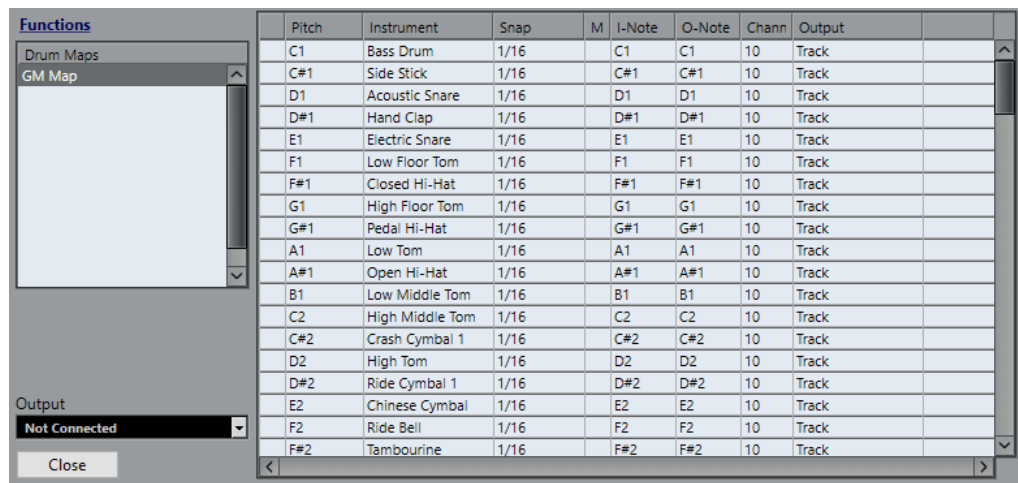 Functions
Drum Maps
GM Map
Output
Not Connected
Close
Pitch Instrument Snap M I-Note O-Note Chann Output
C1 Bass Drum 1/16 C1 C1 10 Track
C#1 Side Stick 1/16 C#1 C#1 10 Track
D1 Acoustic Snare 1/16 D1 D1 10 Track
D#1 Hand Clap 1/16 D#1 D#1 10 Track
E1 Electric Snare 1/16 E1 E1 10 Track
F1 Low Floor Tom 1/16 F1 F1 10 Track
F#1 Closed Hi-Hat 1/16 F#1 F#1 10 Track
G1 High Floor Tom 1/16 G1 G1 10 Track
G#1 Pedal Hi-Hat 1/16 G#1 G#1 10 Track
A1 Low Tom 1/16 A1 A1 10 Track
A#1 Open Hi-Hat 1/16 A#1 A#1 10 Track
B1 Low Middle Tom 1/16 B1 B1 10 Track
C2 High Middle Tom 1/16 C2 C2 10 Track
C#2 Crash Cymbal 1 1/16 C#2 C#2 10 Track
D2 High Tom 1/16 D2 D2 10 Track
D#2 Ride Cymbal 1 1/16 D#2 D#2 10 Track
E2 Chinese Cymbal 1/16 E2 E2 10 Track
F2 Ride Bell 1/16 F2 F2 10 Track
F#2 Tambourine 1/16 F#2 F#2 10 Track